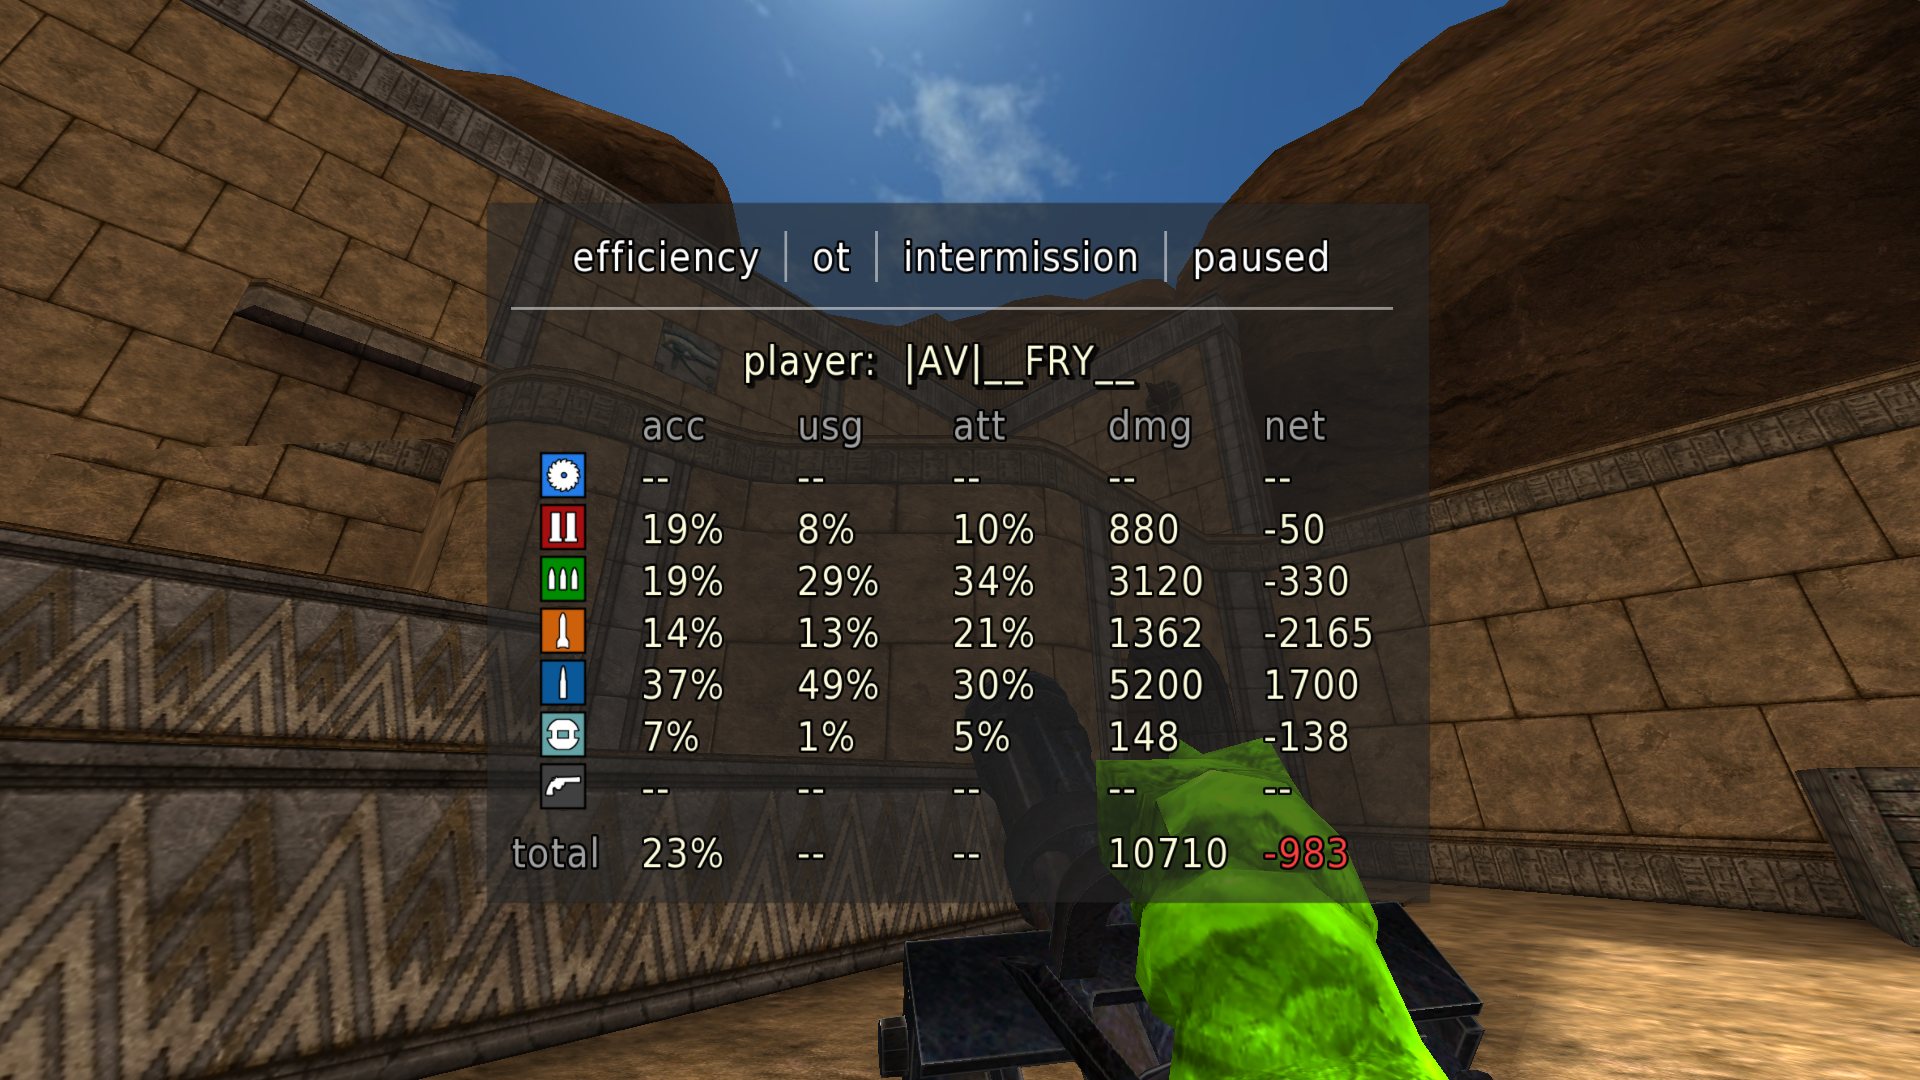 efficiency | ot | intermission | paused
player: |AV|__FRY__
acc usg att dmg net
-- -- -- -- --
19% 8% 10% 880 -50
19% 29% 34% 3120 -330
14% 13% 21% 1362 -2165
37% 49% 30% 5200 1700
7% 1% 5% 148 -138
-- -- -- -- --
total 23% -- -- 10710 -983